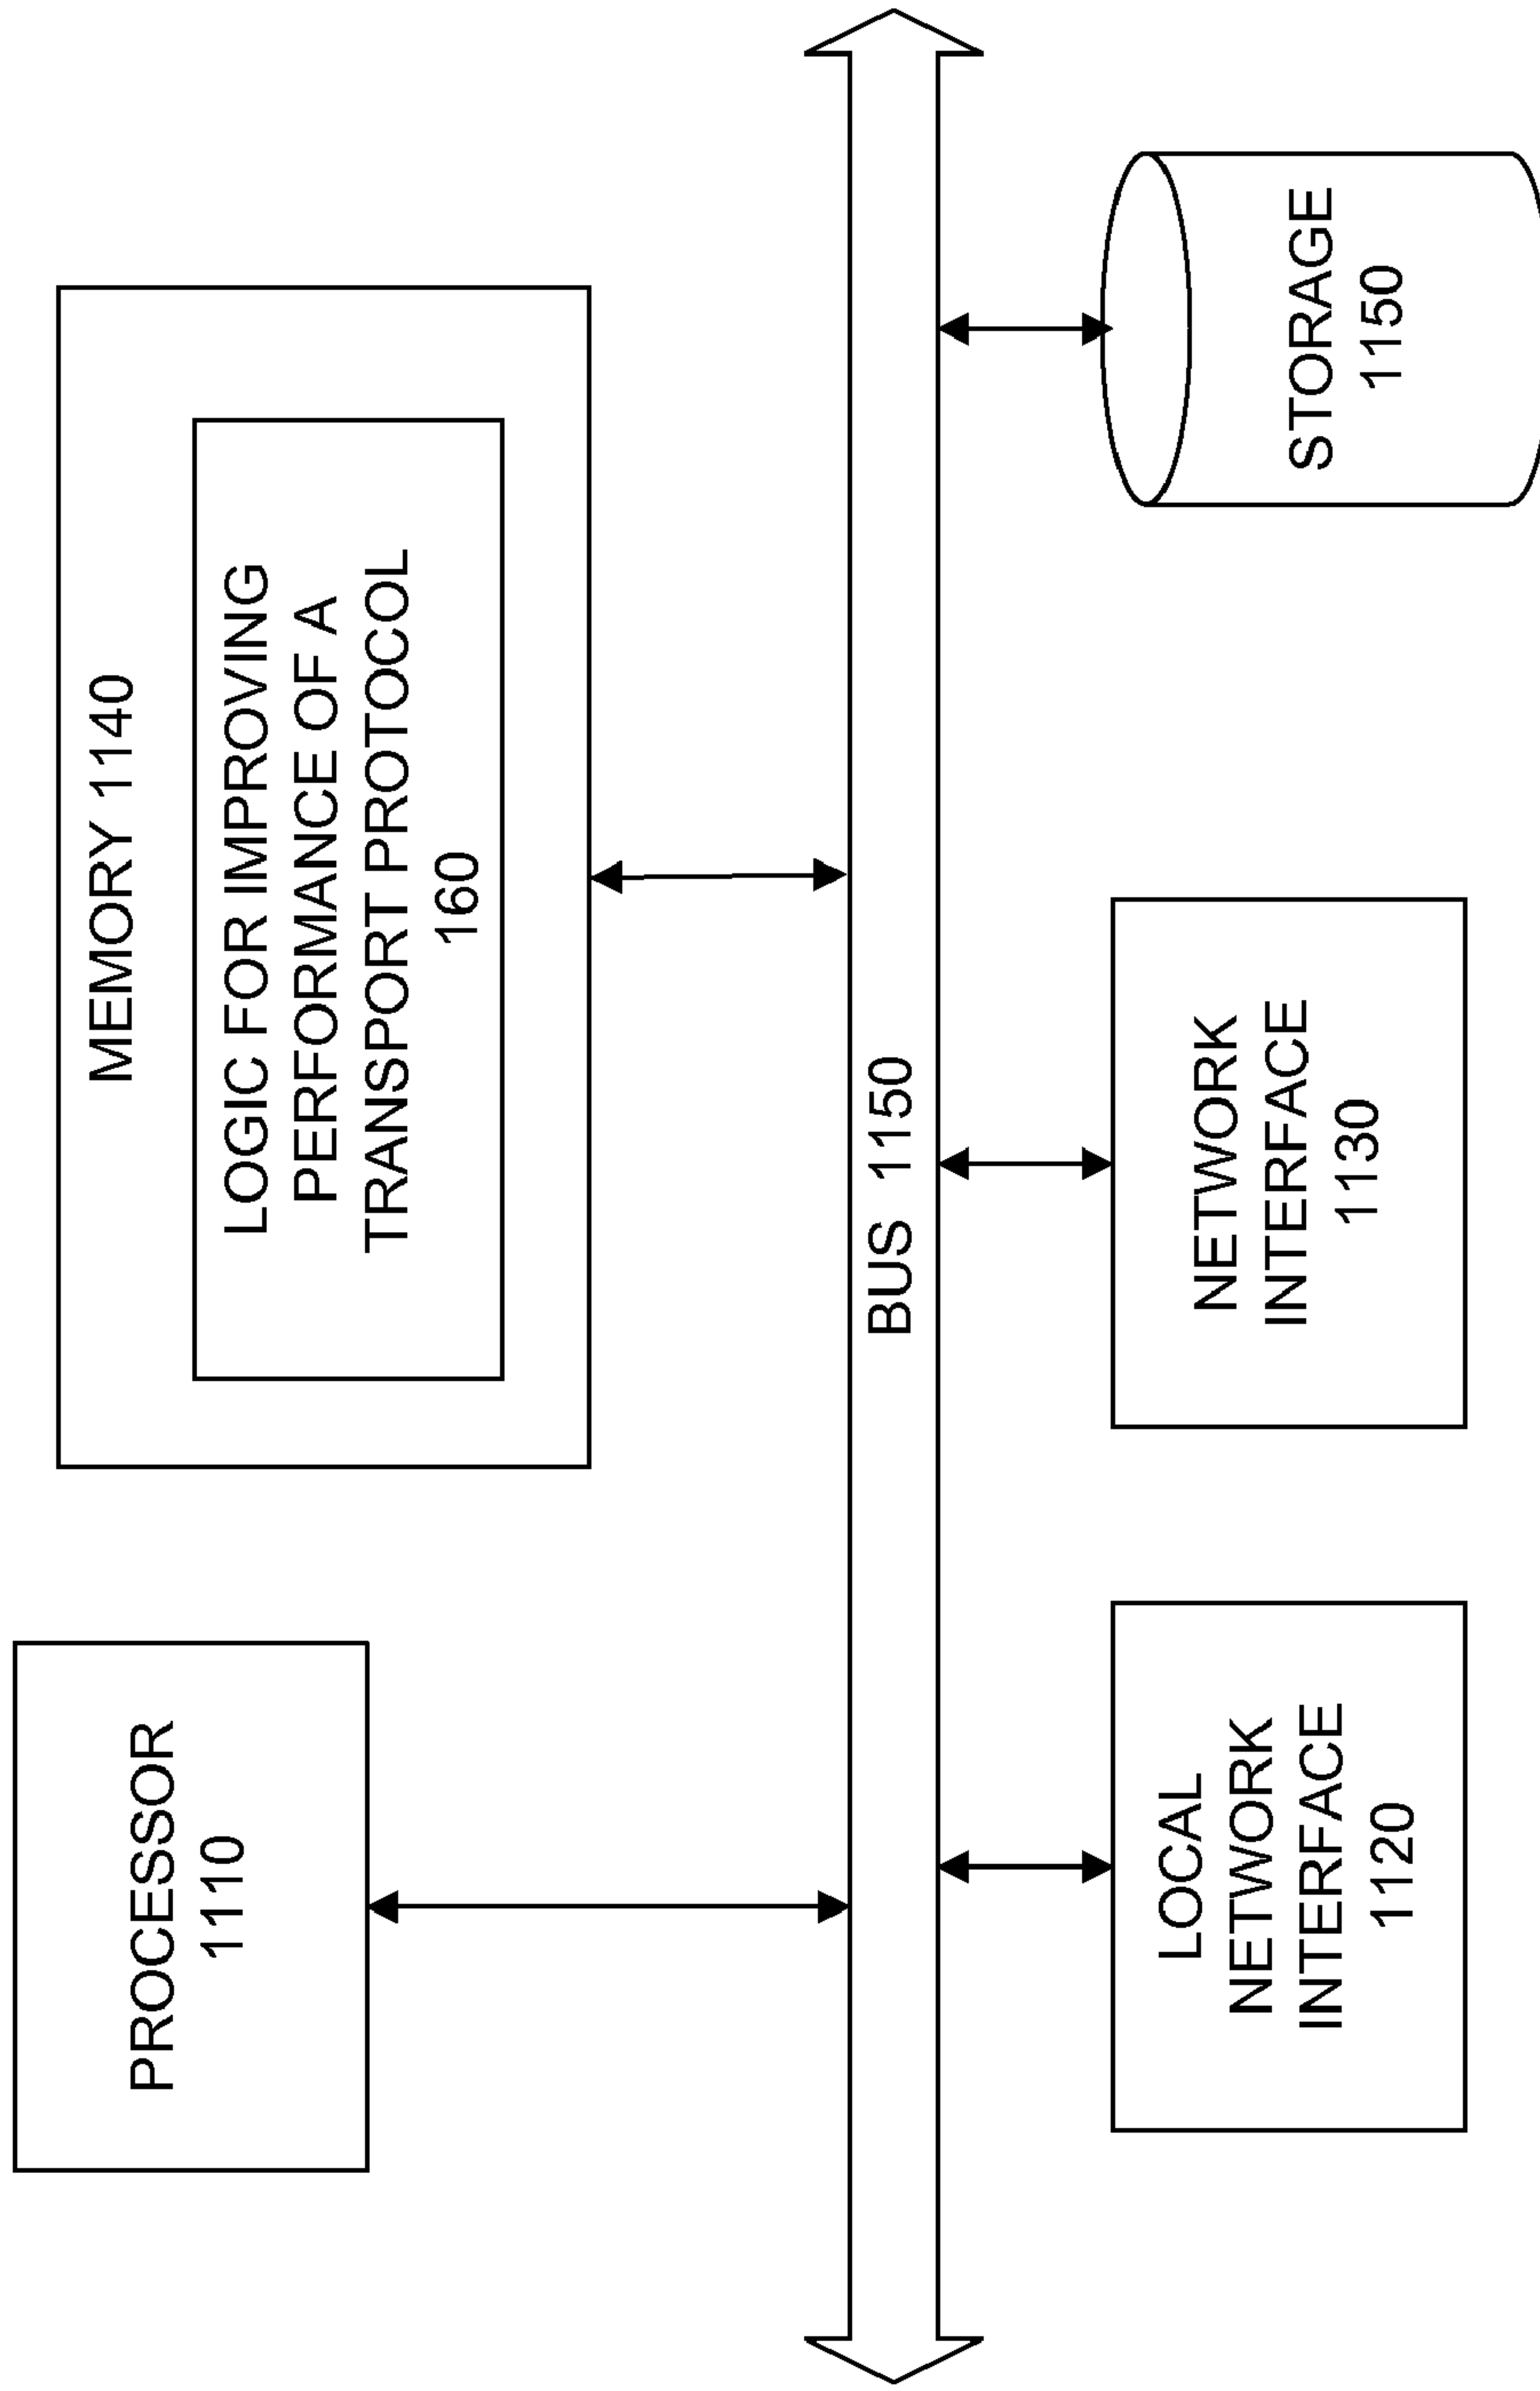 PROCESSOR
1110
MEMORY 1140
LOGIC FOR IMPROVING
PERFORMANCE OF A
TRANSPORT PROTOCOL
160
BUS 1150
LOCAL
NETWORK
INTERFACE
1120
NETWORK
INTERFACE
1130
STORAGE
1150